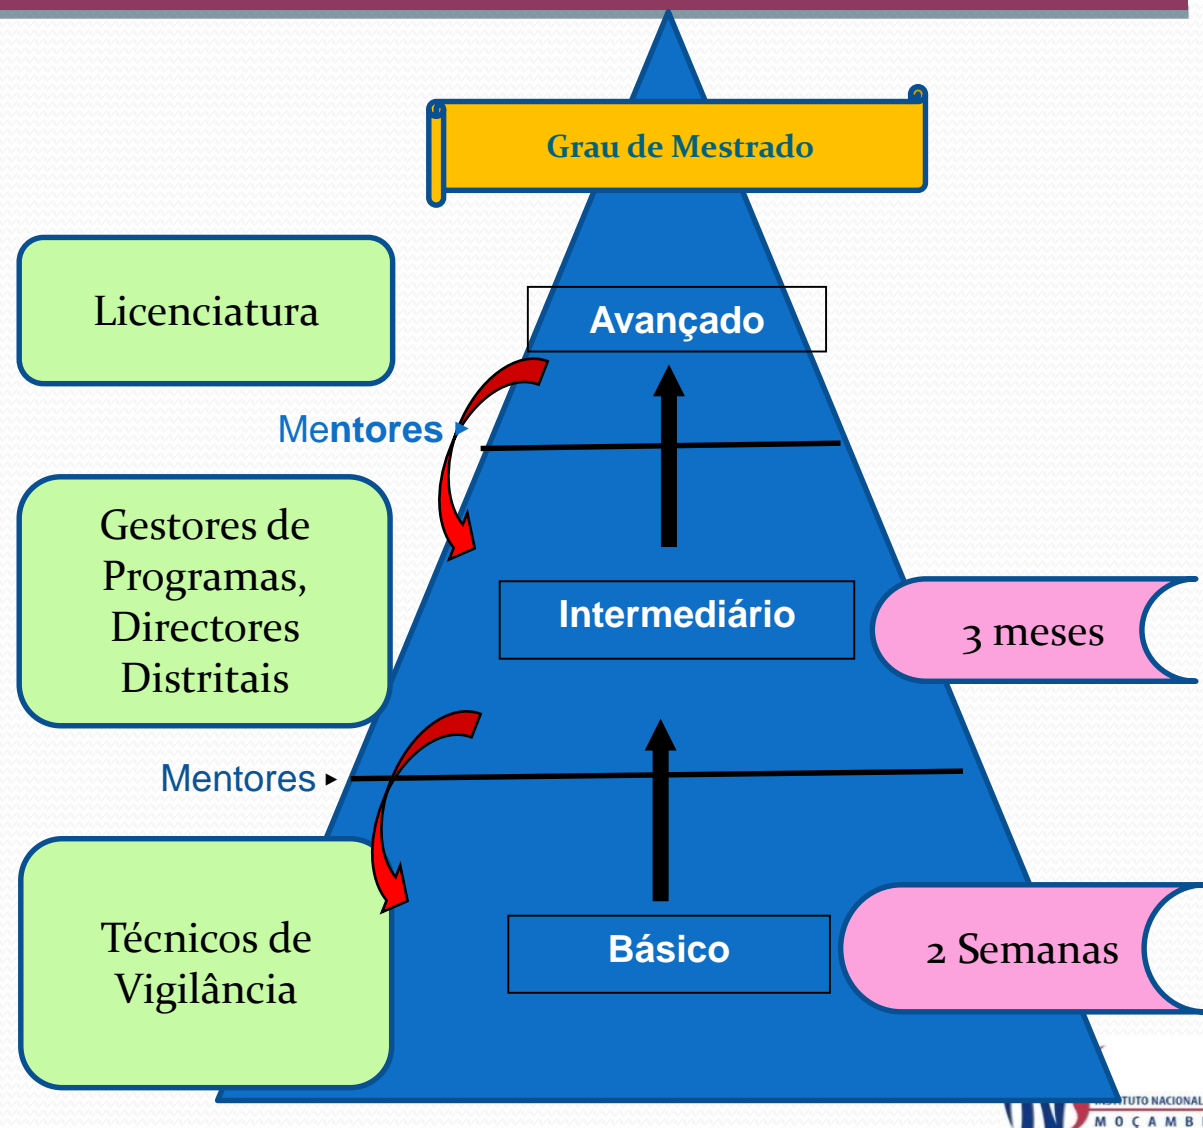 Grau de Mestrado
Licenciatura
Avançado
Mentores
Gestores de
Programas,
Directores
Distritais
Intermediário
3 meses
Mentores
Técnicos de
Vigilância
Básico
2 Semanas
NACIONAL